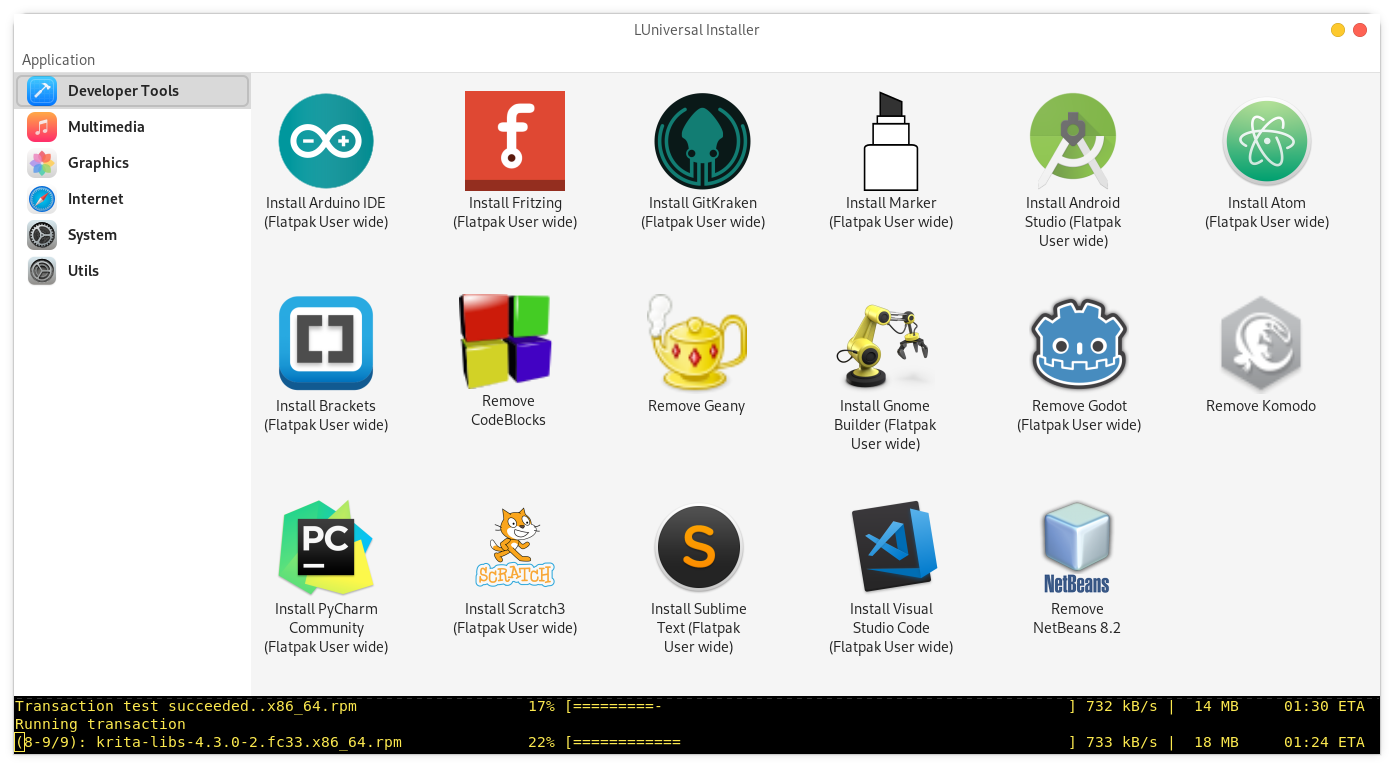 LUniversal Installer
Application
Developer Tools
Multimedia
Graphics
Internet
System
Utils
Install Arduino IDE
(Flatpak User wide)
Install Fritzing
(Flatpak User wide)
Install GitKraken
(Flatpak User wide)
Install Marker
(Flatpak User wide)
Install Android
Studio (Flatpak
User wide)
Install Atom
(Flatpak User wide)
Install Brackets
(Flatpak User wide)
Remove
CodeBlocks
Remove Geany
Install Gnome
Builder (Flatpak
User wide)
Remove Godot
(Flatpak User wide)
Remove Komodo
PC
Install PyCharm
Community
(Flatpak User wide)
SCRATCH
Install Scratch3
(Flatpak User wide)
S
Install Sublime
Text (Flatpak
User wide)
Install Visual
Studio Code
(Flatpak User wide)
NetBeans
Remove
NetBeans 8.2
Transaction test succeeded..x86_64.rpm 17% [=========- ] 732 kB/s | 14 MB 01:30 ETA
Running transaction
(8-9/9): krita-libs-4.3.0-2.fc33.x86_64.rpm 22% [============ ] 733 kB/s | 18 MB 01:24 ETA